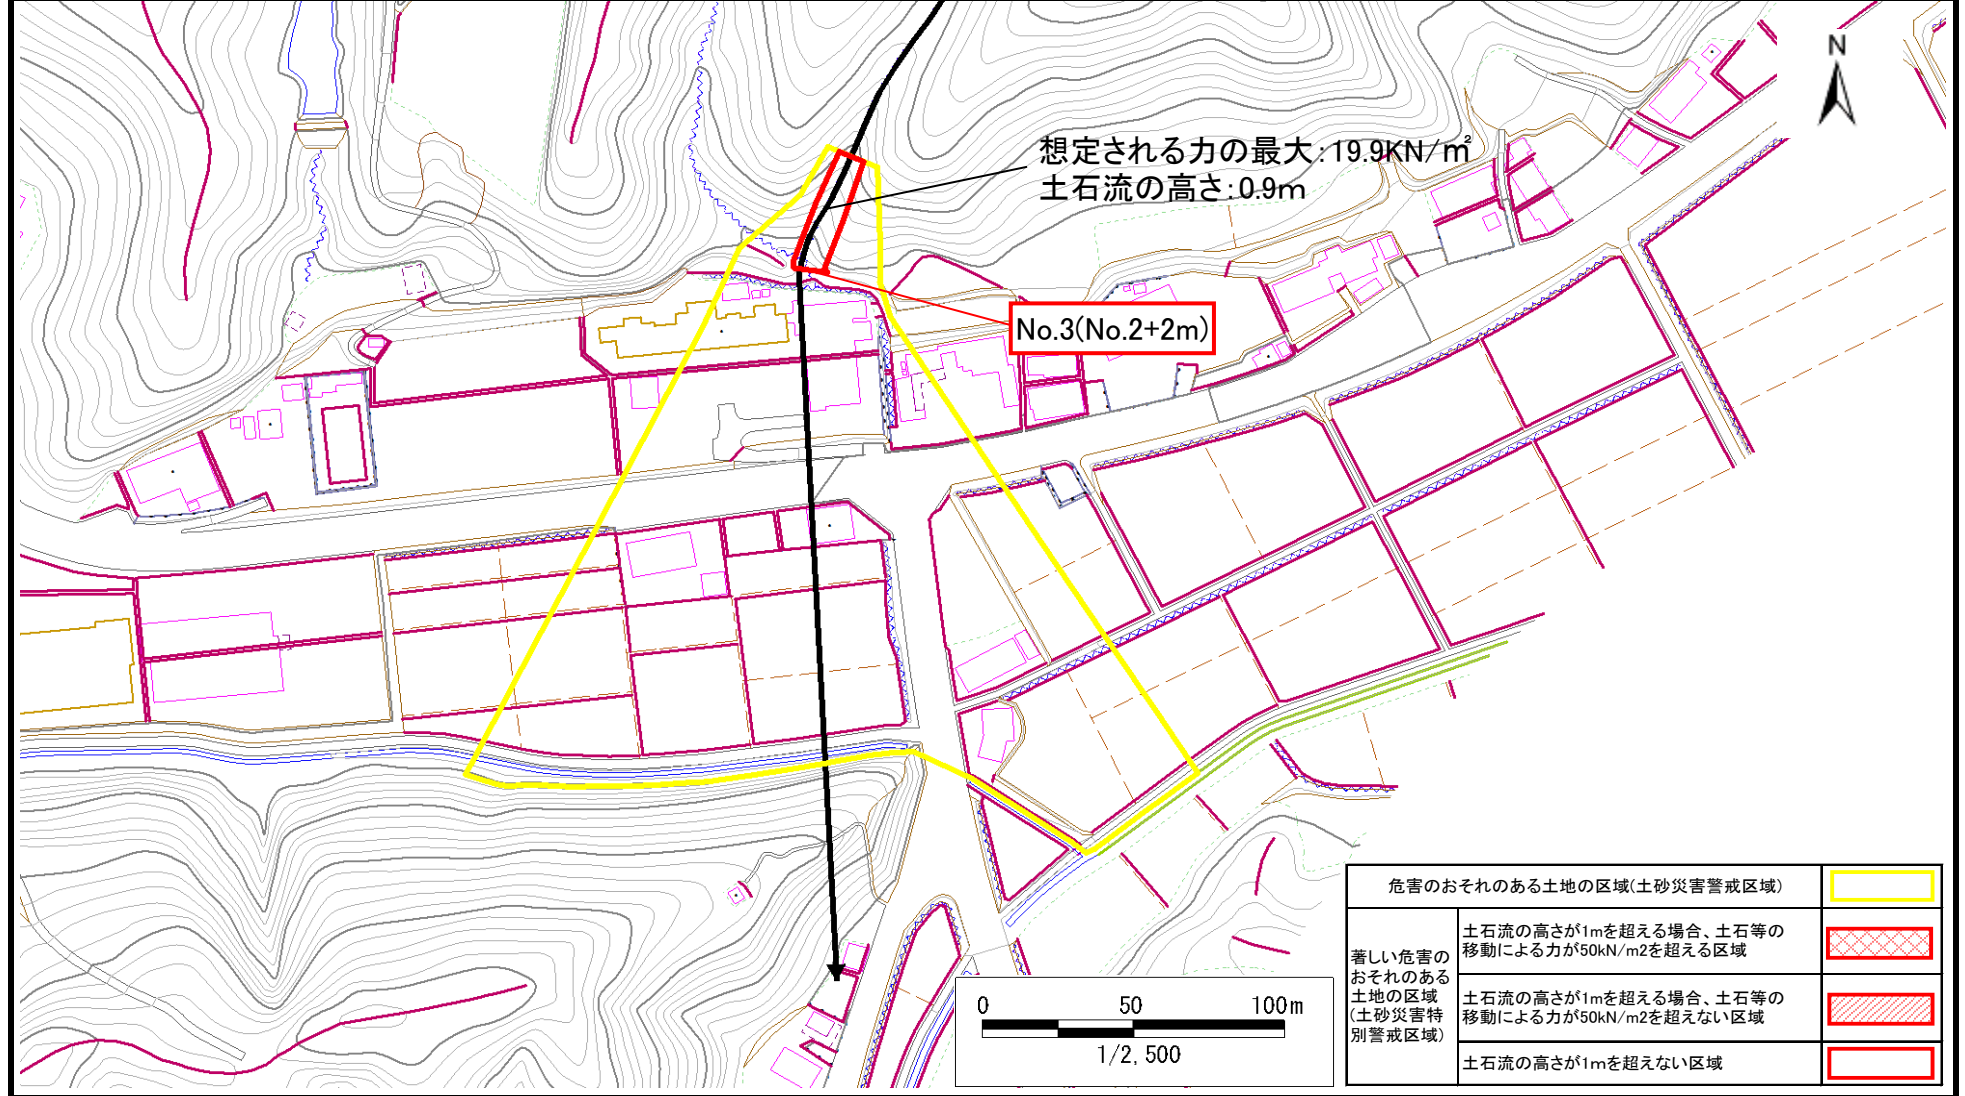 N
想定される力の最大:19.9KN/㎡
土石流の高さ:0.9m
No.3(No.2+2m)
危害のおそれのある土地の区域(土砂災害警戒区域)
著しい危害の
おそれのある
土地の区域
(土砂災害特
別警戒区域)
土石流の高さが1mを超える場合、土石等の
移動による力が50kN/m2を超える区域
土石流の高さが1mを超える場合、土石等の
移動による力が50kN/m2を超えない区域
土石流の高さが1mを超えない区域
0 50 100m
1/2,500